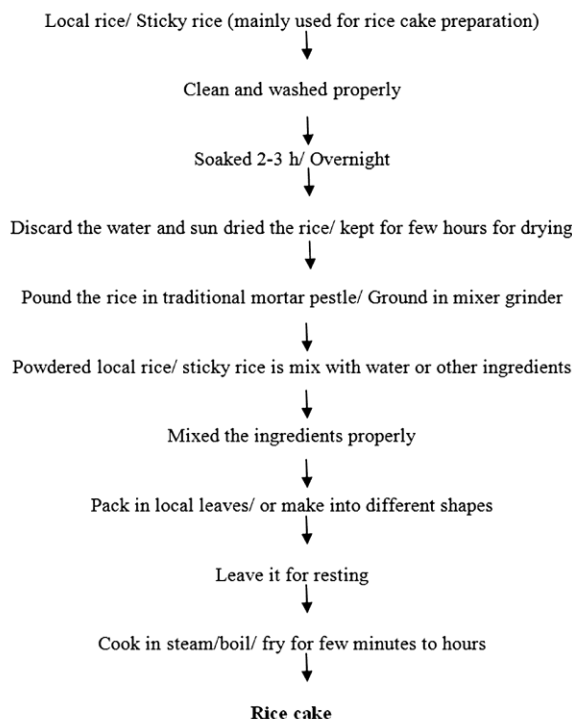 Local rice/ Sticky rice (mainly used for rice cake preparation)
Clean and washed properly
Soaked 2-3 h/ Overnight
Discard the water and sun dried the rice/ kept for few hours for drying
Pound the rice in traditional mortar pestle/ Ground in mixer grinder
Powdered local rice/ sticky rice is mix with water or other ingredients
Mixed the ingredients properly
Pack in local leaves/ or make into different shapes
Leave it for resting
Cook in steam/boil/ fry for few minutes to hours
Rice cake